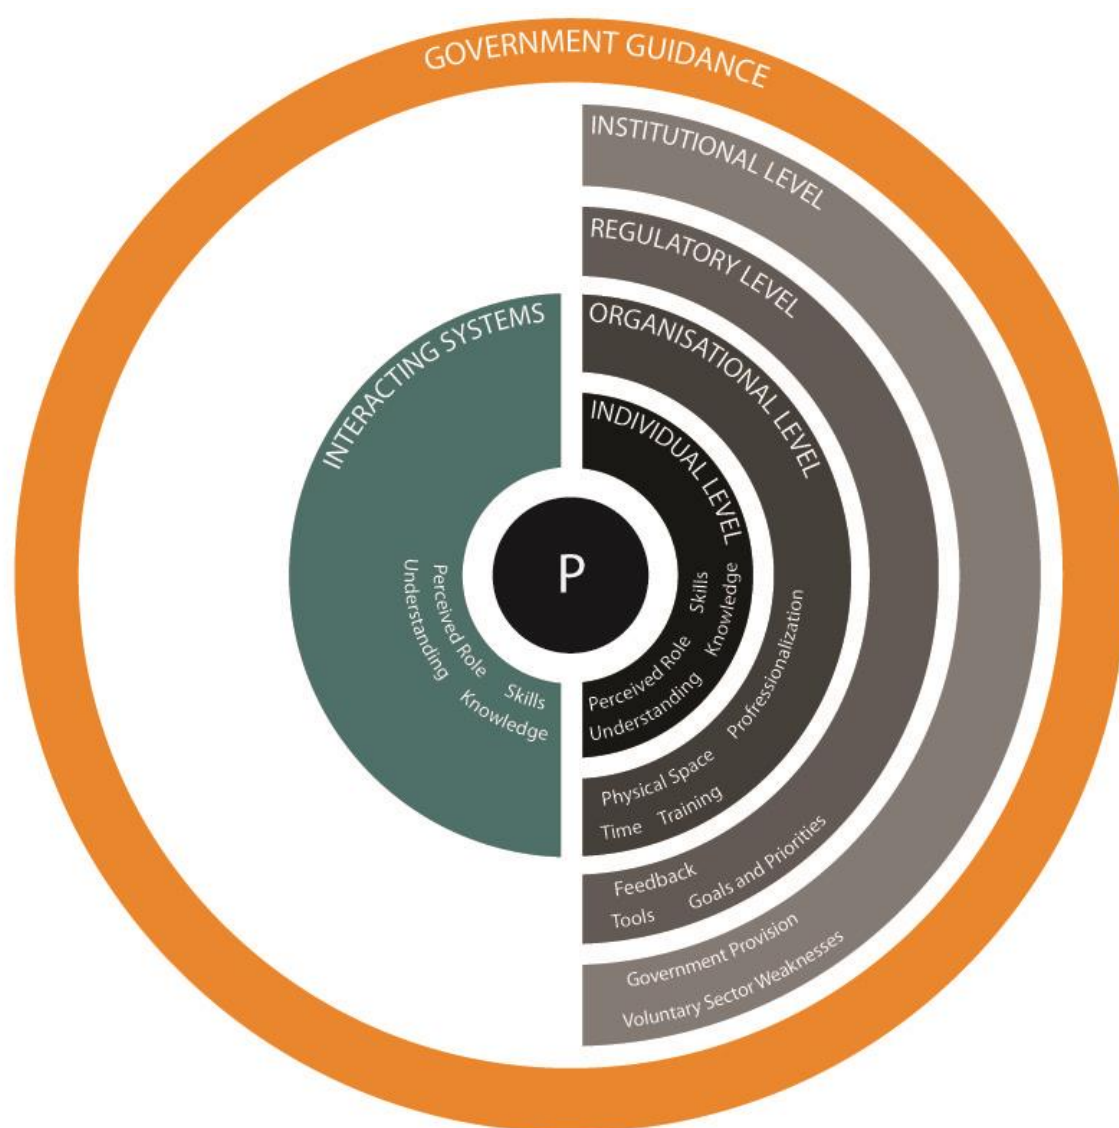 GOVERNMENT GUIDANCE
INSTITUTIONAL LEVEL
REGULATORY LEVEL
ORGANISATIONAL LEVEL
INDIVIDUAL LEVEL
INTERACTING SYSTEMS
P
Perceived Role Skills
Understanding Knowledge
Perceived Role Skills
Understanding Knowledge
Physical Space Profressionalization
Time Training
Feedback
Tools Goals and Priorities
Government Provision
Voluntary Sector Weaknesses